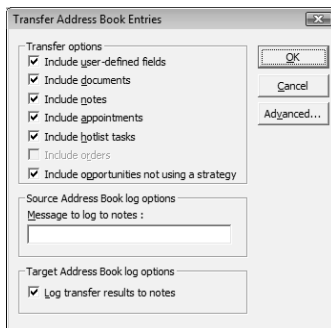 Transfer Address Book Entries
Transfer options
Include user-defined fields
Include documents
Include notes
Include appointments
Include hotlist tasks
Include orders
Include opportunities not using a strategy
OK
Cancel
Advanced...
Source Address Book log options
Message to log to notes :
Target Address Book log options
Log transfer results to notes